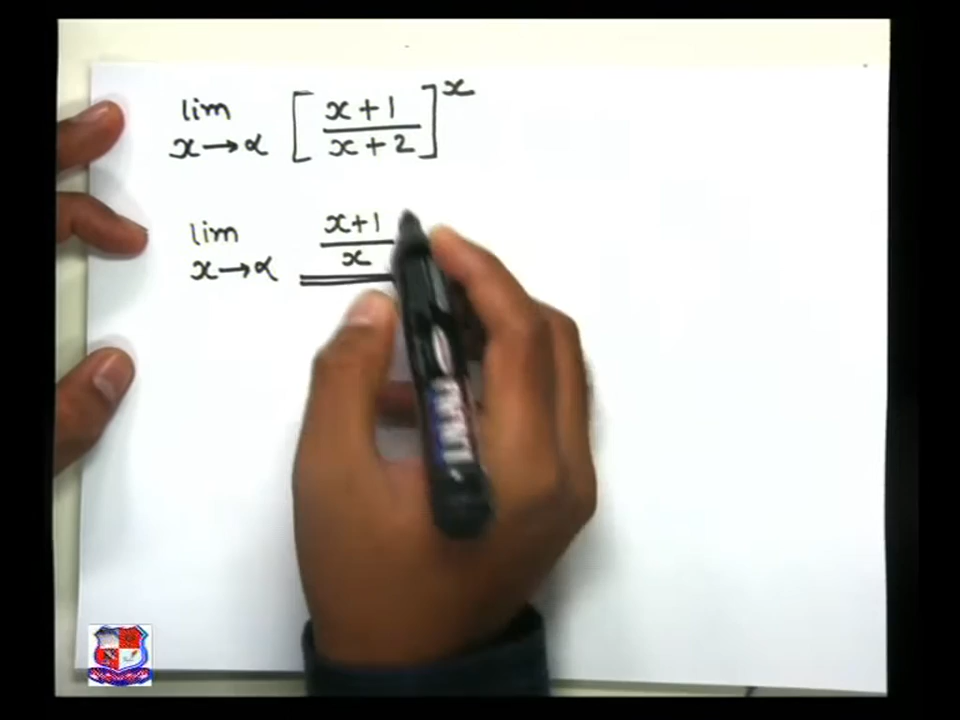 lim [ x+1 ]^x
x→α x+2
lim x+1
x→α x